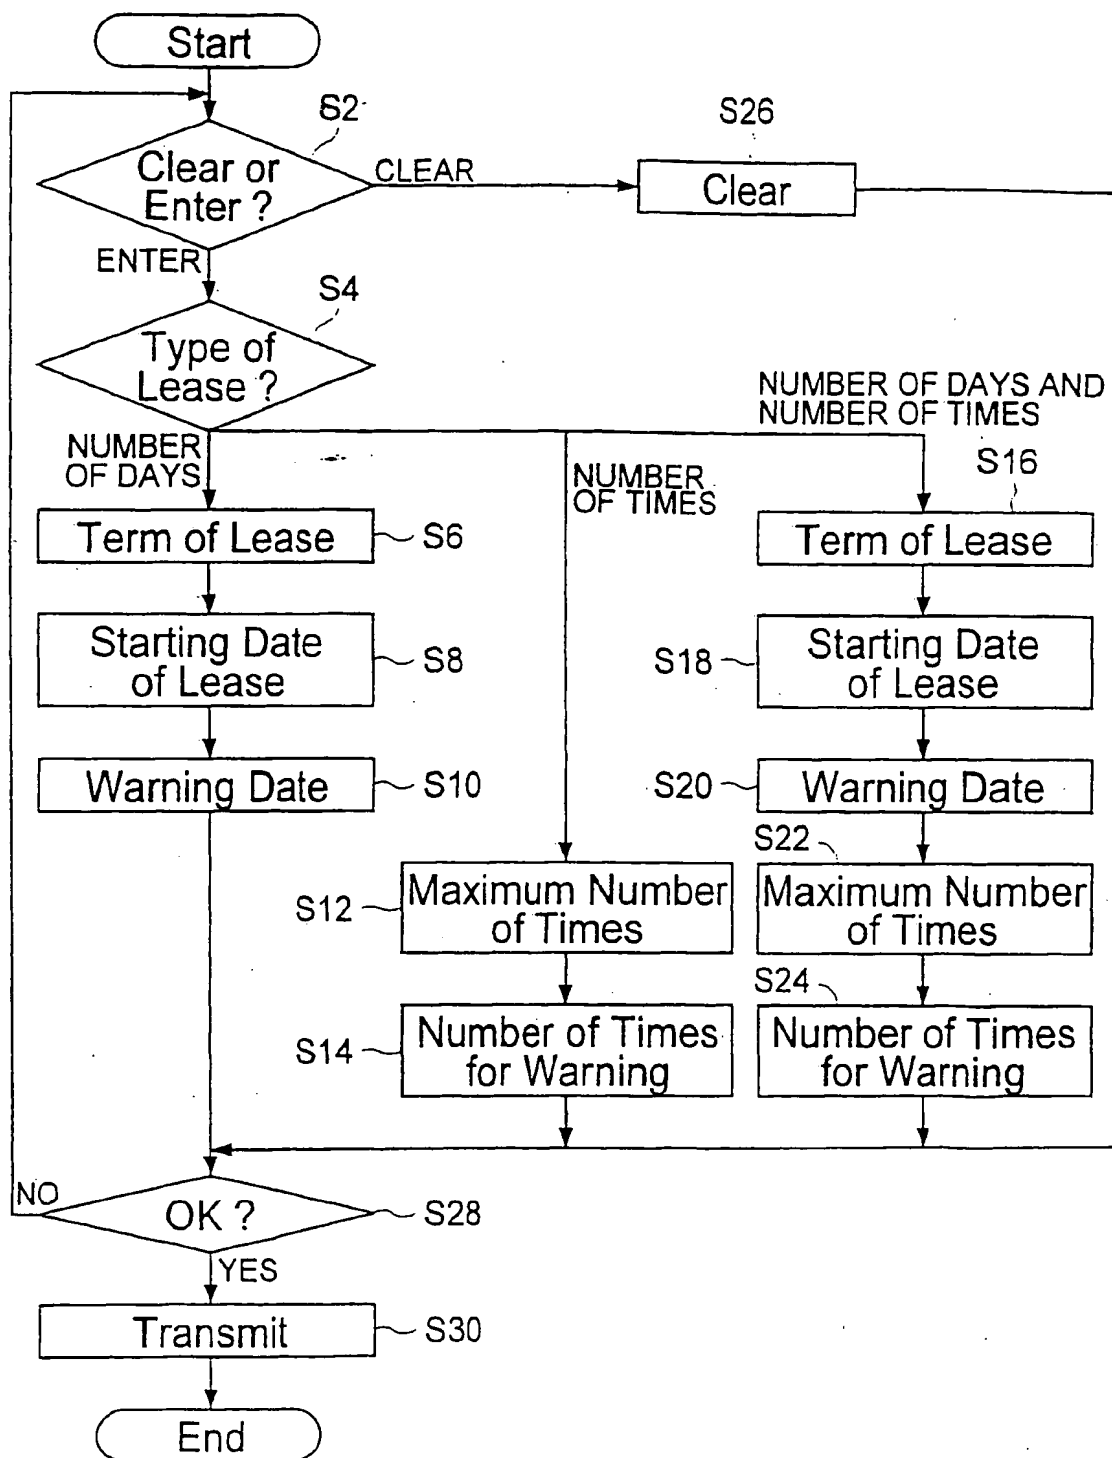 Start
S2
S26
Clear or
Enter ?
CLEAR
Clear
ENTER
S4
Type of
Lease ?
NUMBER OF DAYS AND
NUMBER OF TIMES
NUMBER
OF DAYS
NUMBER
OF TIMES
S16
Term of Lease
S6
Term of Lease
Starting Date
of Lease
S8
S18
Starting Date
of Lease
Warning Date
S10
S20
Warning Date
S22
S12
Maximum Number
of Times
Maximum Number
of Times
S24
S14
Number of Times
for Warning
Number of Times
for Warning
NO
OK ?
S28
YES
Transmit
S30
End